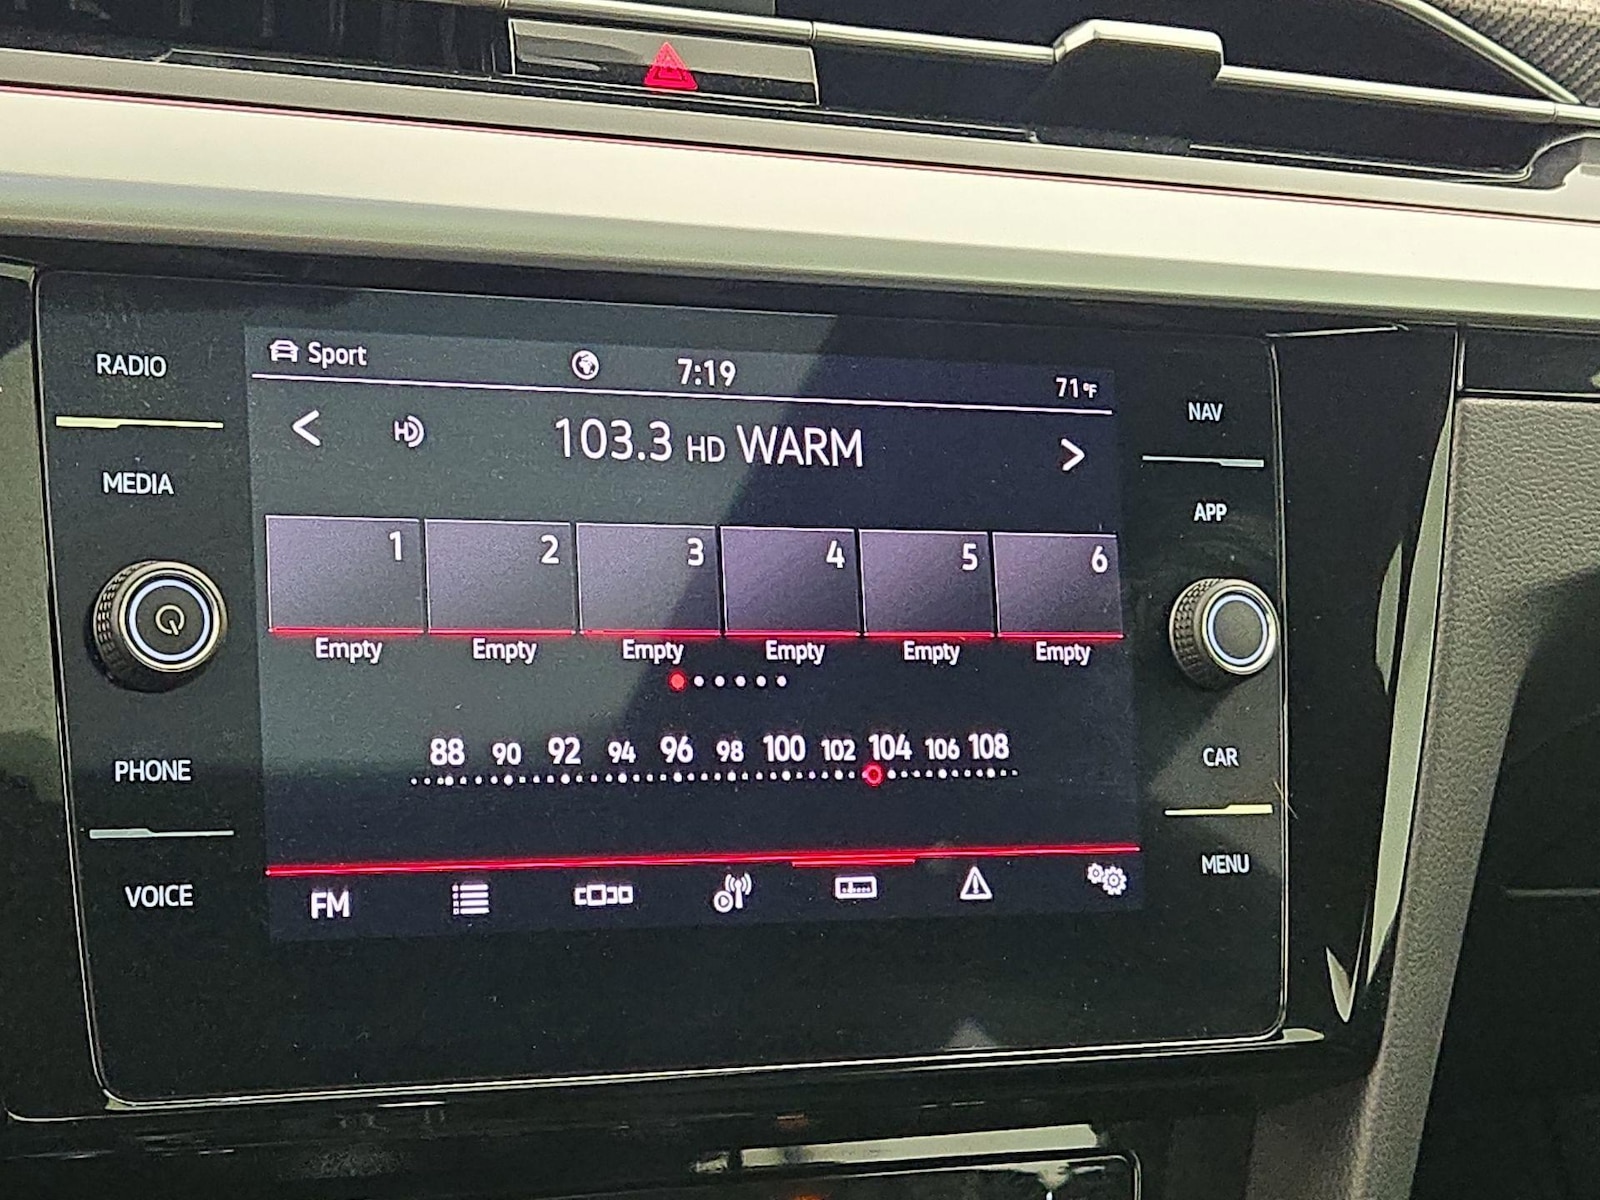 RADIO
MEDIA
PHONE
VOICE
Sport 7:19 71°F
HD 103.3 HD WARM
1 2 3 4 5 6
Empty Empty Empty Empty Empty Empty
88 90 92 94 96 98 100 102 104 106 108
FM
NAV
APP
CAR
MENU